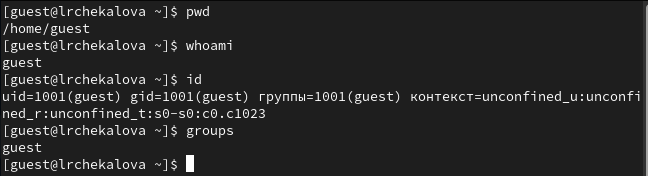 [guest@lrchekalova ~]$ pwd
/home/guest
[guest@lrchekalova ~]$ whoami
guest
[guest@lrchekalova ~]$ id
uid=1001(guest) gid=1001(guest) группы=1001(guest) контекст=unconfined_u:unconfi
ned_r:unconfined_t:s0-s0:c0.c1023
[guest@lrchekalova ~]$ groups
guest
[guest@lrchekalova ~]$